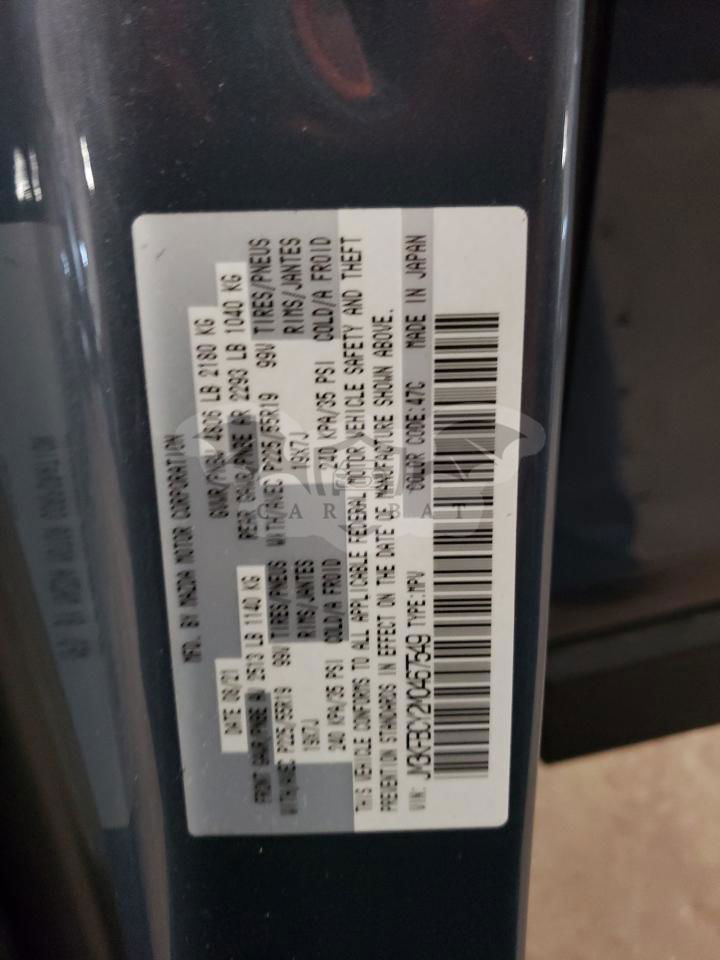 MFD. BY MAZDA MOTOR CORPORATION
DATE 08/21 GVWR/PNBV 4806 LB 2180 KG
FRONT GAWR/PNBE AV 2513 LB 1140 KG REAR GAWR/PNBE AR 2293 LB 1040 KG
WITH/AVEC P225/55R19 99V TIRES/PNEUS WITH/AVEC P225/55R19 99V TIRES/PNEUS
19X7J RIMS/JANTES 19X7J RIMS/JANTES
240 KPA/35 PSI COLD/A FROID 240 KPA/35 PSI COLD/A FROID
THIS VEHICLE CONFORMS TO ALL APPLICABLE FEDERAL MOTOR VEHICLE SAFETY AND THEFT
PREVENTION STANDARDS IN EFFECT ON THE DATE OF MANUFACTURE SHOWN ABOVE.
VIN: JM3KFBDY2N0467549 TYPE:MPV COLOR CODE:47C MADE IN JAPAN
CAR BAT